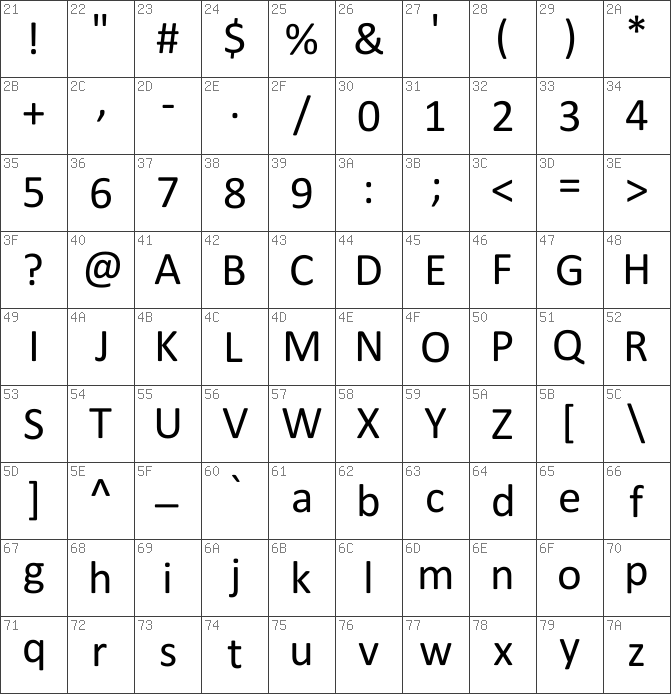 21 22 23 24 25 26 27 28 29 2A
! " # $ % & ' ( ) *
2B 2C 2D 2E 2F 30 31 32 33 34
+ , - . / 0 1 2 3 4
35 36 37 38 39 3A 3B 3C 3D 3E
5 6 7 8 9 : ; < = >
3F 40 41 42 43 44 45 46 47 48
? @ A B C D E F G H
49 4A 4B 4C 4D 4E 4F 50 51 52
I J K L M N O P Q R
53 54 55 56 57 58 59 5A 5B 5C
S T U V W X Y Z [ \
5D 5E 5F 60 61 62 63 64 65 66
] ^ _ ` a b c d e f
67 68 69 6A 6B 6C 6D 6E 6F 70
g h i j k l m n o p
71 72 73 74 75 76 77 78 79 7A
q r s t u v w x y z